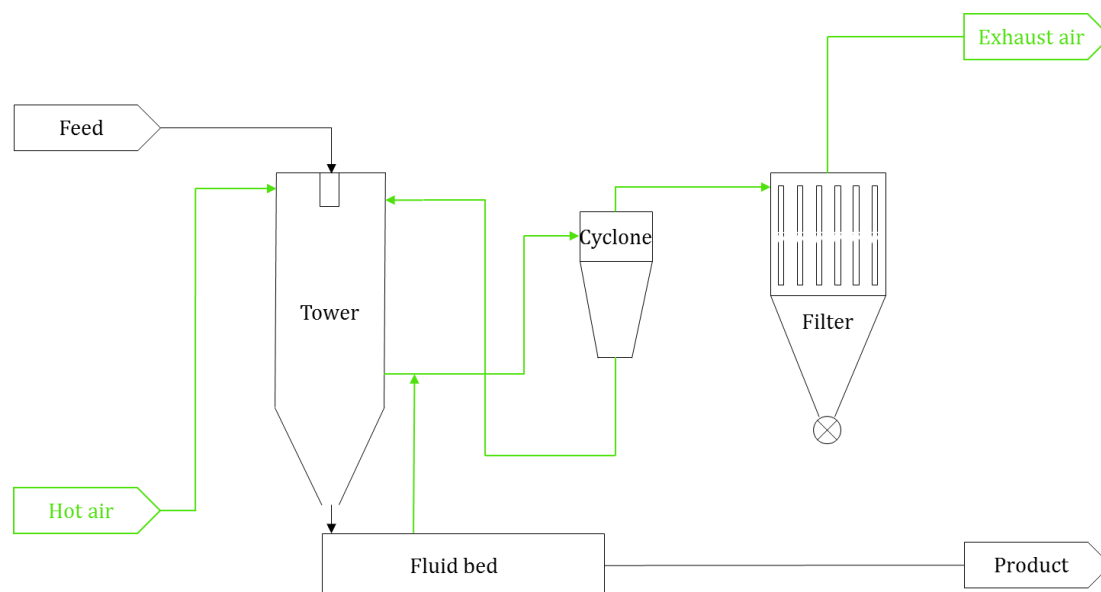 Exhaust air
Feed
Cyclone
Tower
Filter
Hot air
Fluid bed
Product